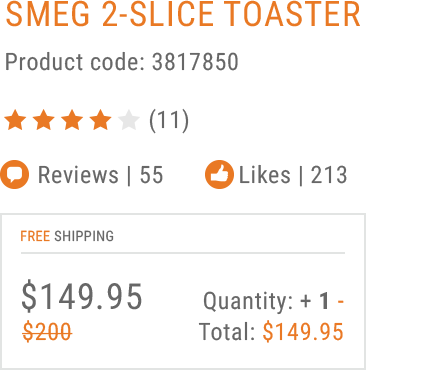 SMEG 2-SLICE TOASTER
Product code: 3817850
(11)
Reviews | 55
Likes | 213
FREE SHIPPING
$149.95
Quantity: + 1 -
$200
Total: $149.95